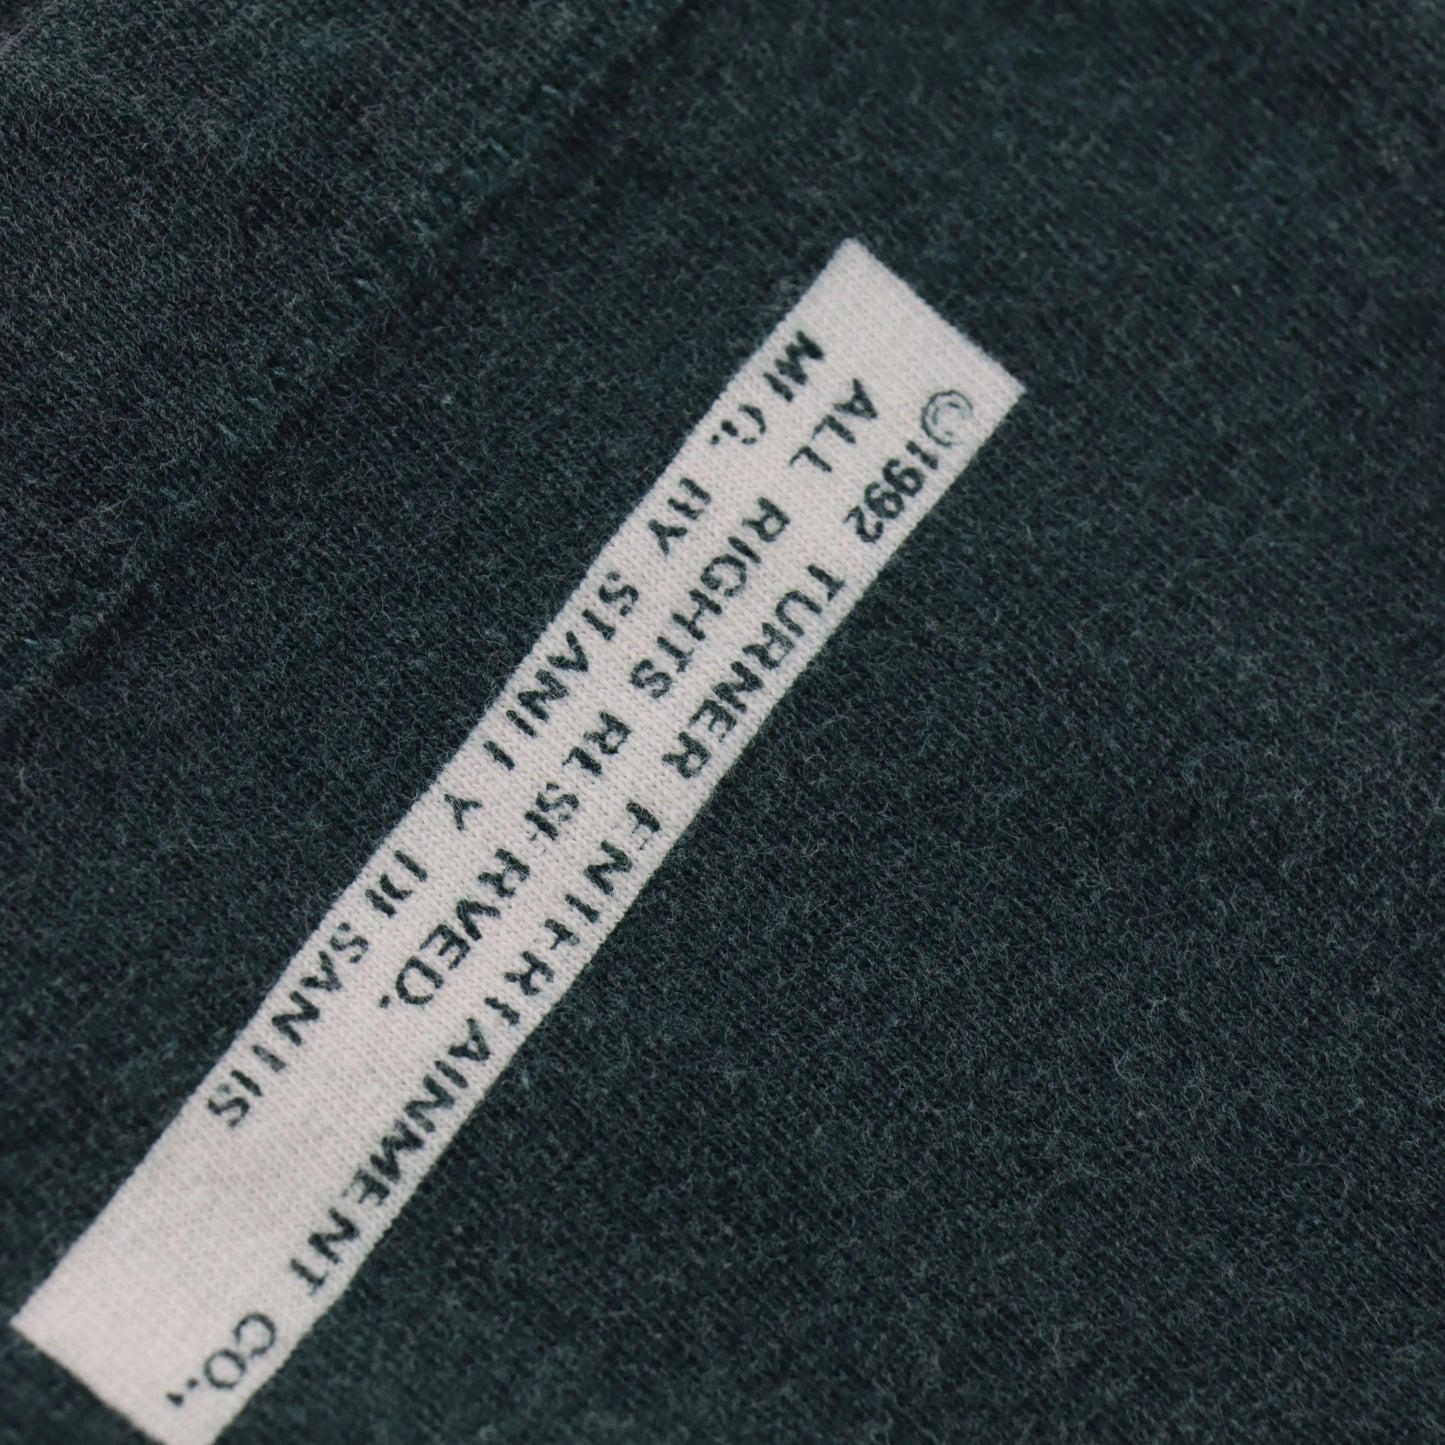 ©1992 TURNER ENTERTAINMENT CO.,
ALL RIGHTS RESERVED.
MFG. BY STANLEY DESANTIS